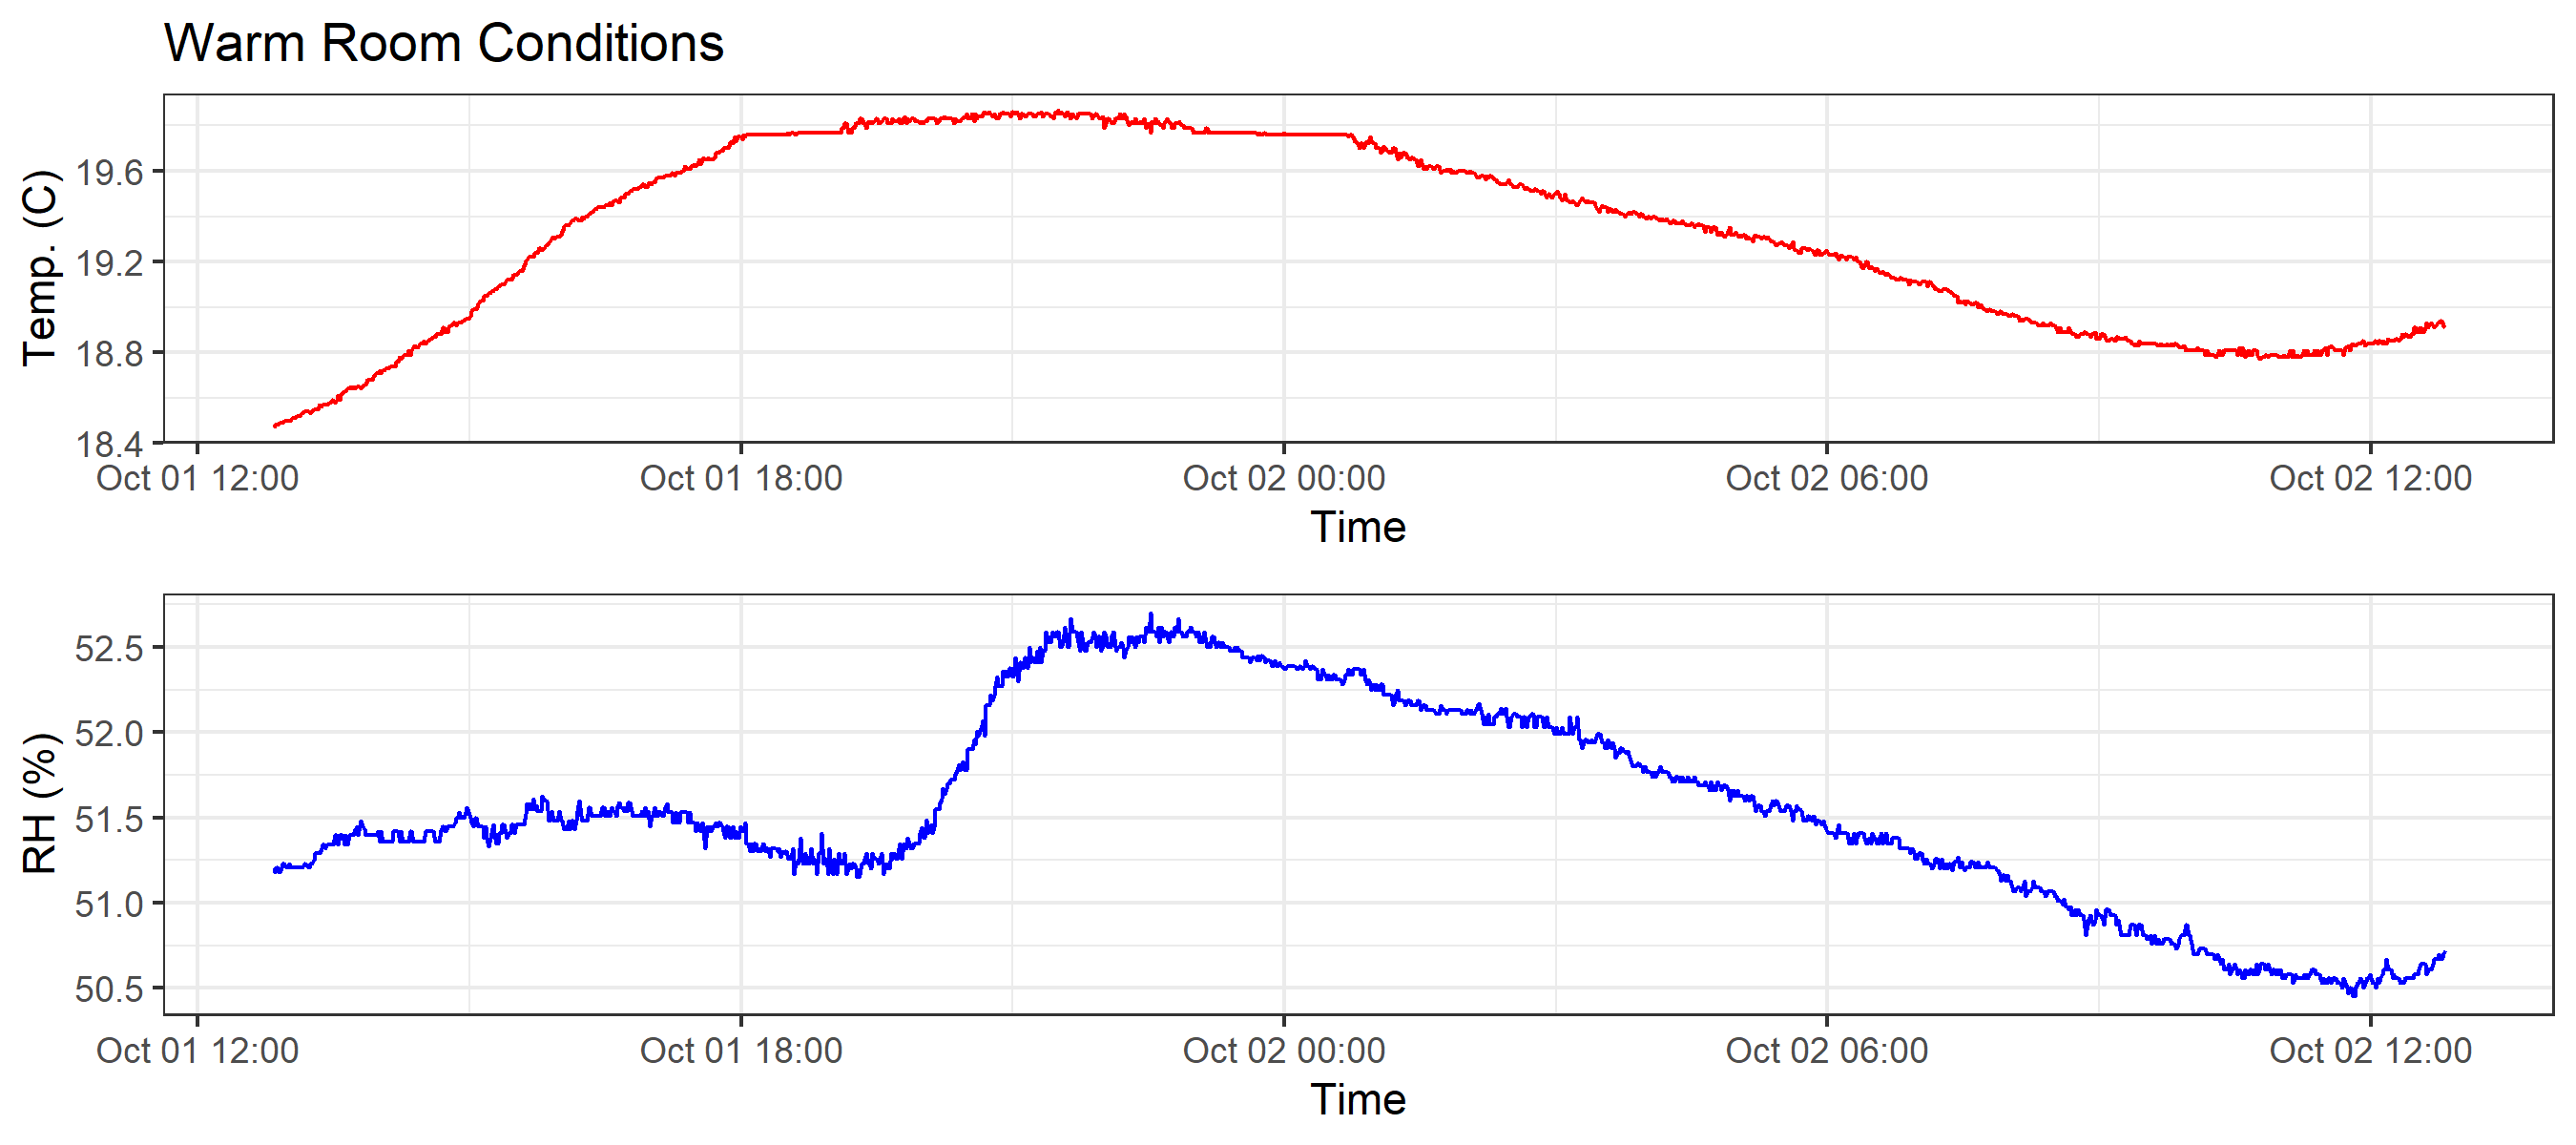 Warm Room Conditions
Temp. (C)
19.6
19.2
18.8
18.4
Oct 01 12:00 Oct 01 18:00 Oct 02 00:00 Oct 02 06:00 Oct 02 12:00
Time
RH (%)
52.5
52.0
51.5
51.0
50.5
Oct 01 12:00 Oct 01 18:00 Oct 02 00:00 Oct 02 06:00 Oct 02 12:00
Time